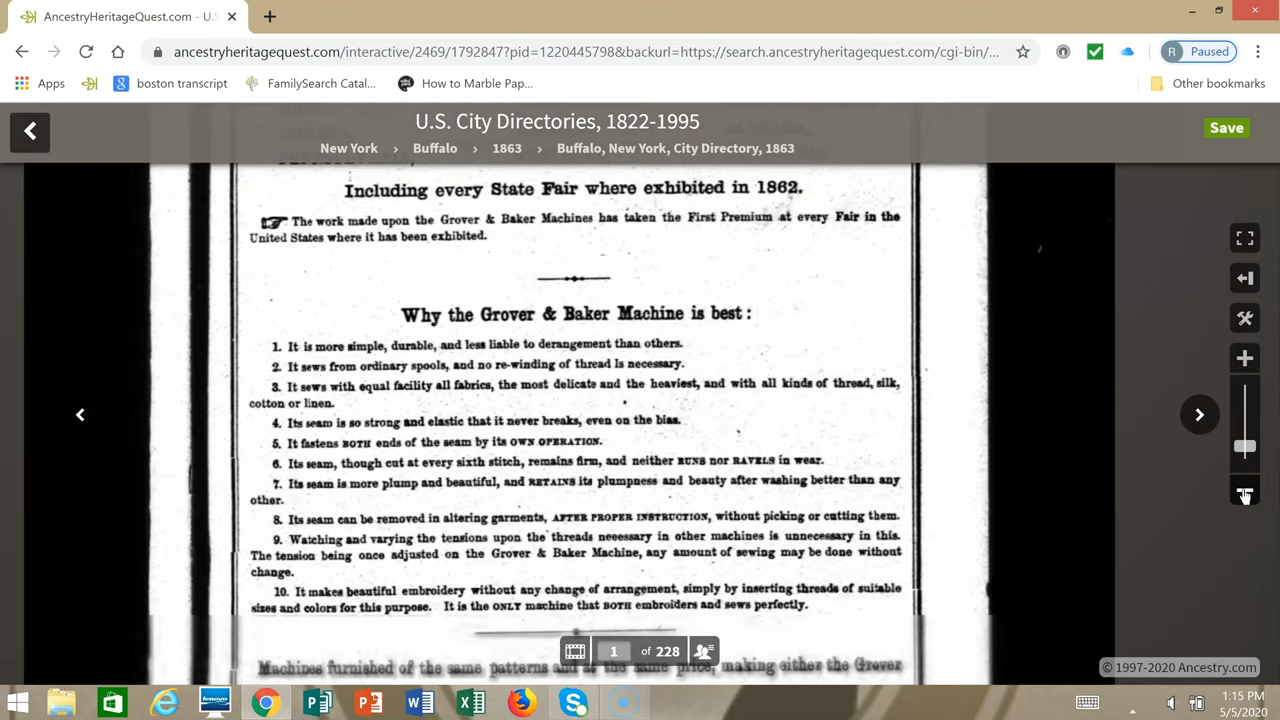 AncestryHeritageQuest.com - U.S
ancestryheritagequest.com/interactive/2469/1792847?pid=1220445798&backurl=https://search.ancestryheritagequest.com/cgi-bin/...
R Paused
Apps
boston transcript
FamilySearch Catal...
How to Marble Pap...
Other bookmarks
U.S. City Directories, 1822-1995
New York > Buffalo > 1863 > Buffalo, New York, City Directory, 1863
Save
Including every State Fair where exhibited in 1862.
☞ The work made upon the Grover & Baker Machines has taken the First Premium at every Fair in the
United States where it has been exhibited.
Why the Grover & Baker Machine is best:
1. It is more simple, durable, and less liable to derangement than others.
2. It sews from ordinary spools, and no re-winding of thread is necessary.
3. It sews with equal facility all fabrics, the most delicate and the heaviest, and with all kinds of thread, silk,
cotton or linen.
4. Its seam is so strong and elastic that it never breaks, even on the bias.
5. It fastens BOTH ends of the seam by its OWN OPERATION.
6. Its seam, though cut at every sixth stitch, remains firm, and neither RUNS nor RAVELS in wear.
7. Its seam is more plump and beautiful, and RETAINS its plumpness and beauty after washing better than any
other.
8. Its seam can be removed in altering garments, AFTER PROPER INSTRUCTION, without picking or cutting them.
9. Watching and varying the tensions upon the threads necessary in other machines is unnecessary in this.
The tension being once adjusted on the Grover & Baker Machine, any amount of sewing may be done without
change.
10. It makes beautiful embroidery without any change of arrangement, simply by inserting threads of suitable
sizes and colors for this purpose. It is the ONLY machine that BOTH embroiders and sews perfectly.
1 of 228
Machines furnished of the same patterns and at the same price, making either the Grover
© 1997-2020 Ancestry.com
lenovo
1:15 PM
5/5/2020